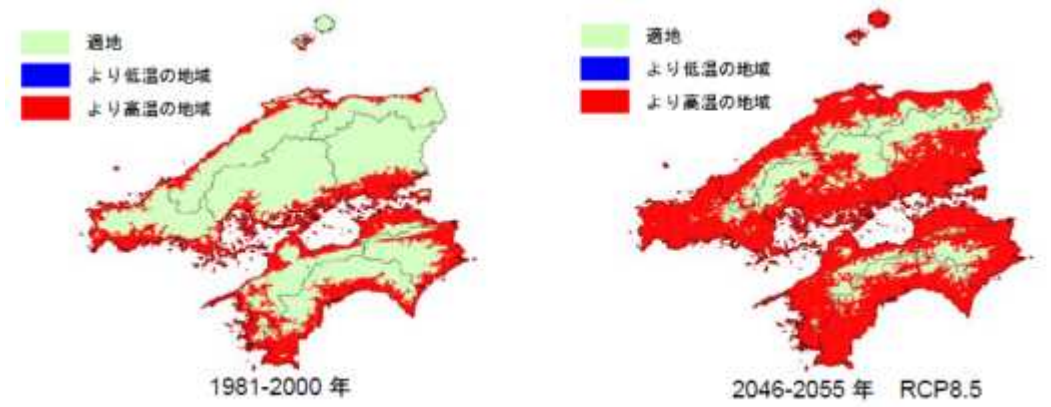 適地
より低温の地域
より高温の地域
1981-2000 年
適地
より低温の地域
より高温の地域
2046-2055 年 RCP8.5